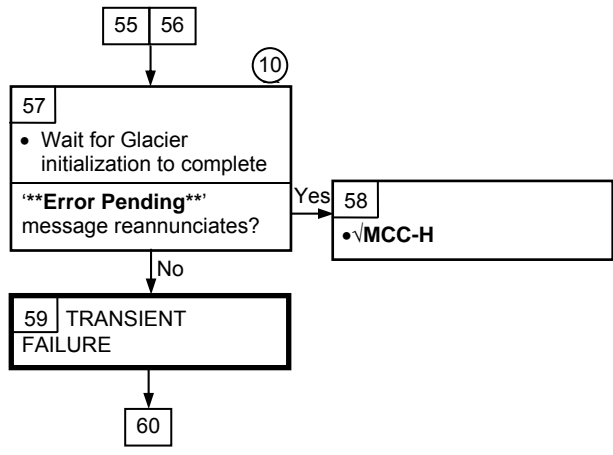 55 56
10
57
• Wait for Glacier
initialization to complete
‘**Error Pending**’
message reannunciates?
Yes
58
•√MCC-H
No
59 TRANSIENT
FAILURE
60